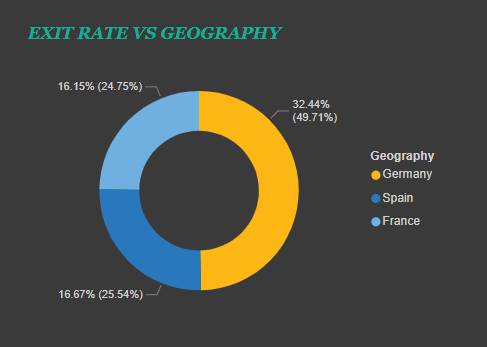 EXIT RATE VS GEOGRAPHY
16.15% (24.75%)
32.44%
(49.71%)
Geography
Germany
Spain
France
16.67% (25.54%)